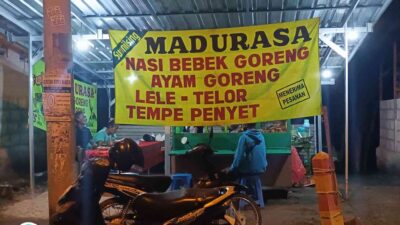 MADURASA
NASI BEBEK GORENG
AYAM GORENG
LELE - TELOR
TEMPE PENYET
MENERIMA
PESANAN